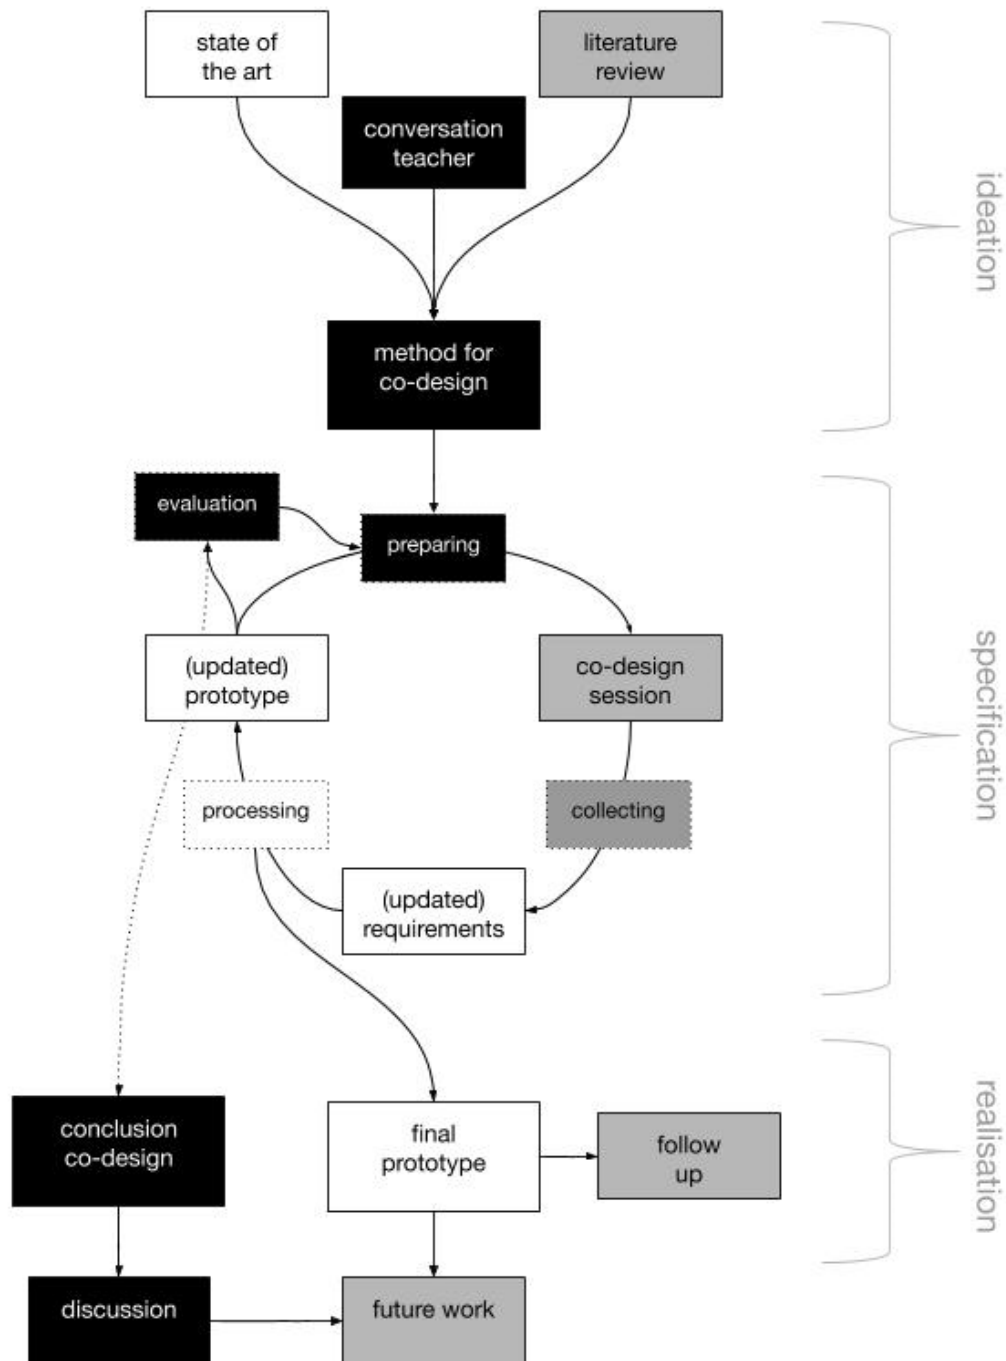 state of
the art
literature
review
conversation
teacher
ideation
method for
co-design
evaluation
preparing
(updated)
prototype
co-design
session
specification
processing
collecting
(updated)
requirements
conclusion
co-design
final
prototype
follow
up
realisation
discussion
future work